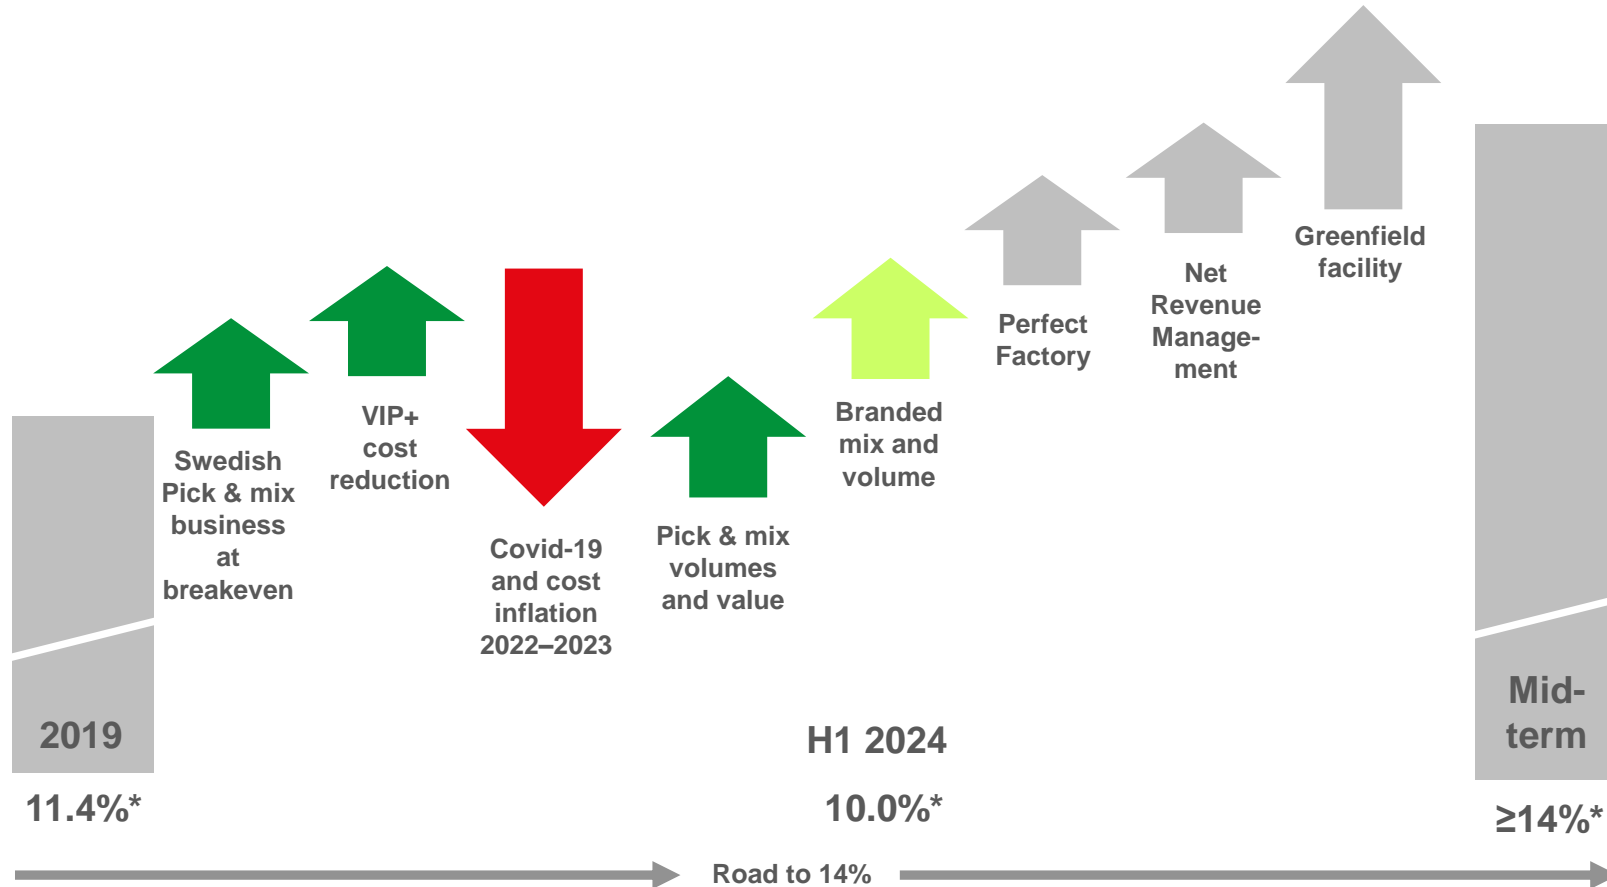 Swedish
Pick & mix
business
at
breakeven
VIP+
cost
reduction
Covid-19
and cost
inflation
2022–2023
Pick & mix
volumes
and value
Branded
mix and
volume
Perfect
Factory
Net
Revenue
Manage-
ment
Greenfield
facility
2019
11.4%*
H1 2024
10.0%*
Mid-
term
≥14%*
Road to 14%